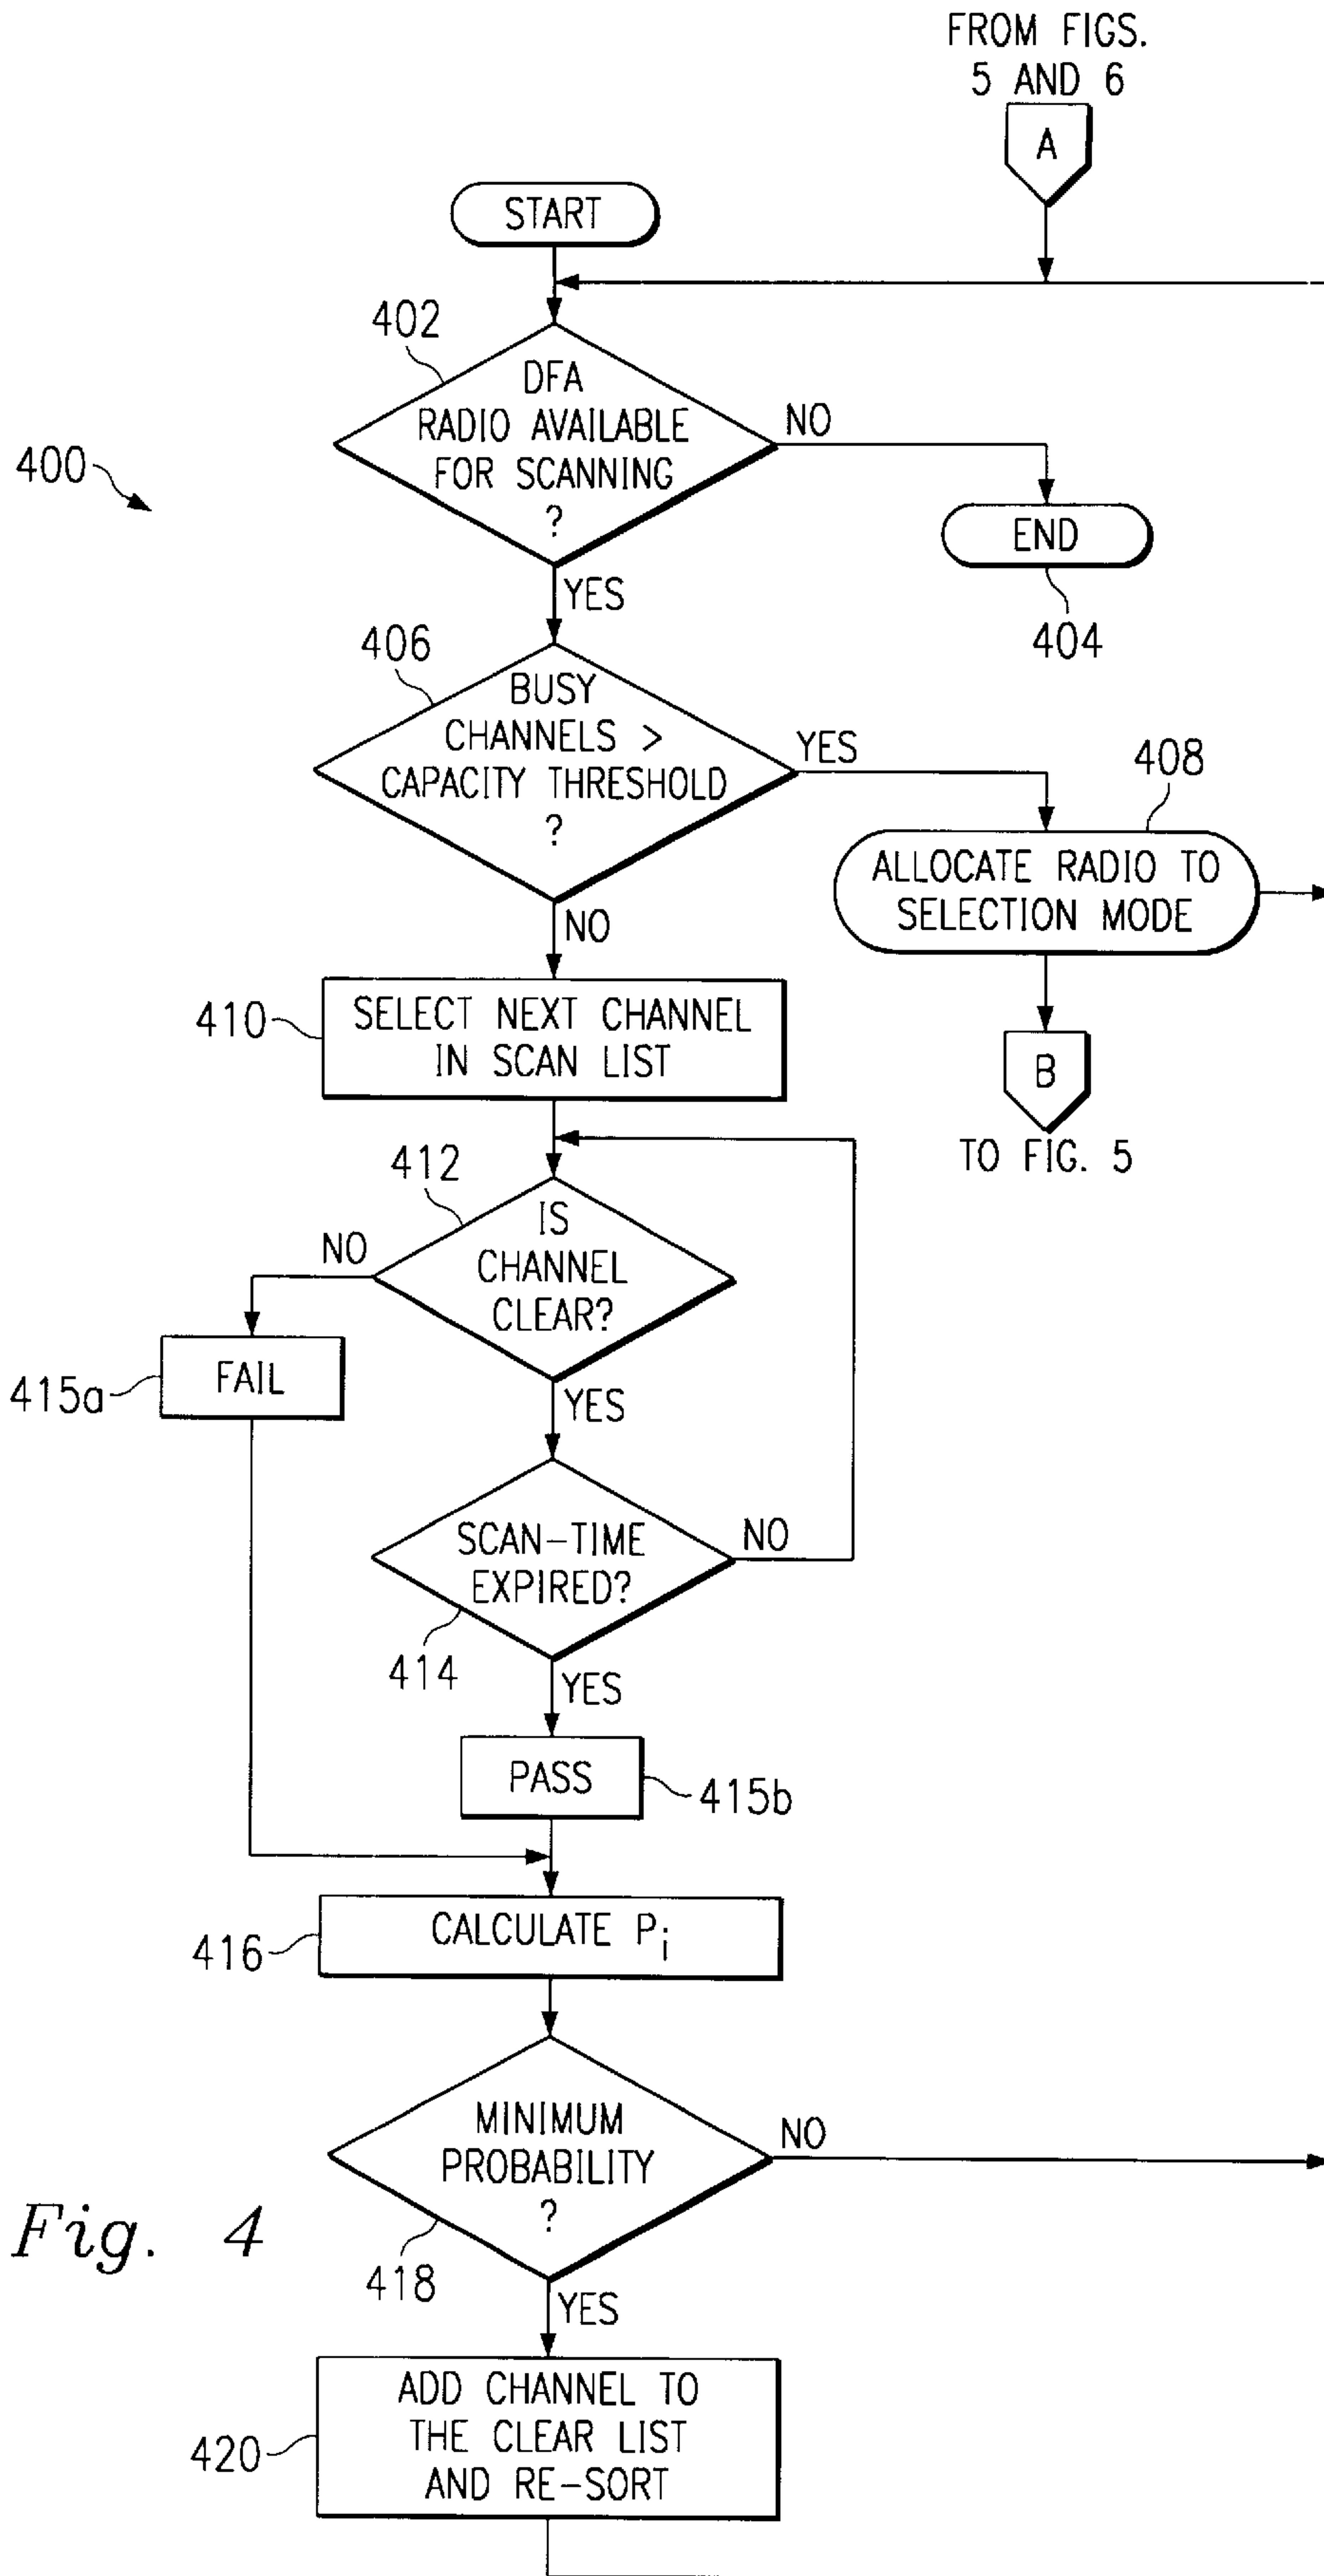 FROM FIGS.
5 AND 6
A
START
402
DFA
RADIO AVAILABLE
FOR SCANNING
?
NO
400
END
404
YES
406
BUSY
CHANNELS >
CAPACITY THRESHOLD
?
YES
408
ALLOCATE RADIO TO
SELECTION MODE
NO
410
SELECT NEXT CHANNEL
IN SCAN LIST
B
TO FIG. 5
412
IS
CHANNEL
CLEAR?
NO
415a
FAIL
YES
SCAN-TIME
EXPIRED?
NO
414
YES
PASS
415b
416
CALCULATE Pi
MINIMUM
PROBABILITY
?
NO
Fig. 4
418
YES
420
ADD CHANNEL TO
THE CLEAR LIST
AND RE-SORT